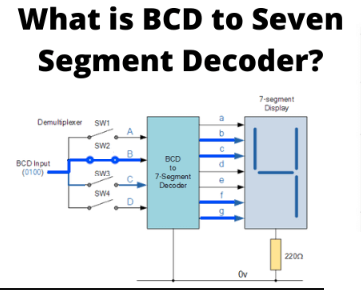 What is BCD to Seven
Segment Decoder?
7-segment
Display
Demultiplexer
SW1
A
SW2
B
BCD Input
(0100)
SW3
C
SW4
D
BCD
to
7-Segment
Decoder
a
b
c
d
e
f
g
220Ω
0v